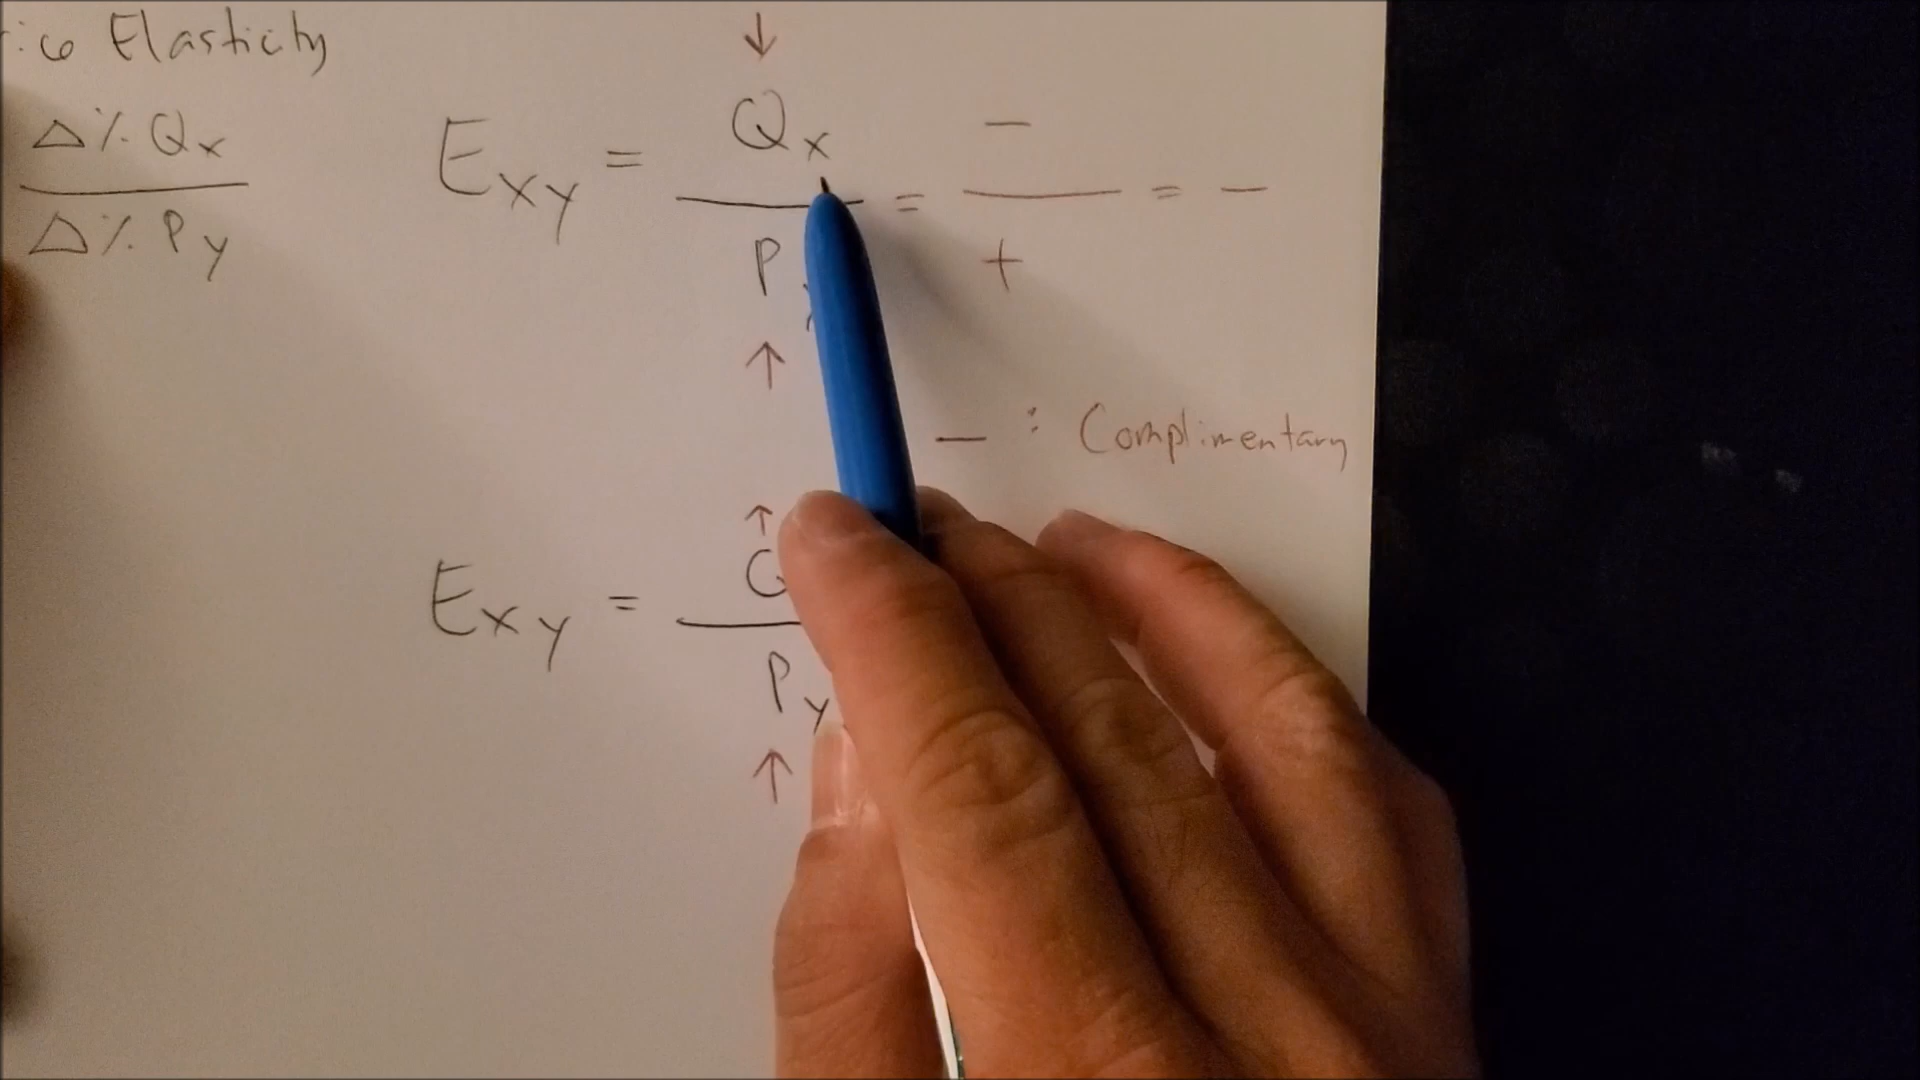 Elasticity
Δ% Qx
Δ% Py
↓
Exy = Qx = − = −
P +
↑
− : Complimentary
↑
Exy =
Py
↑